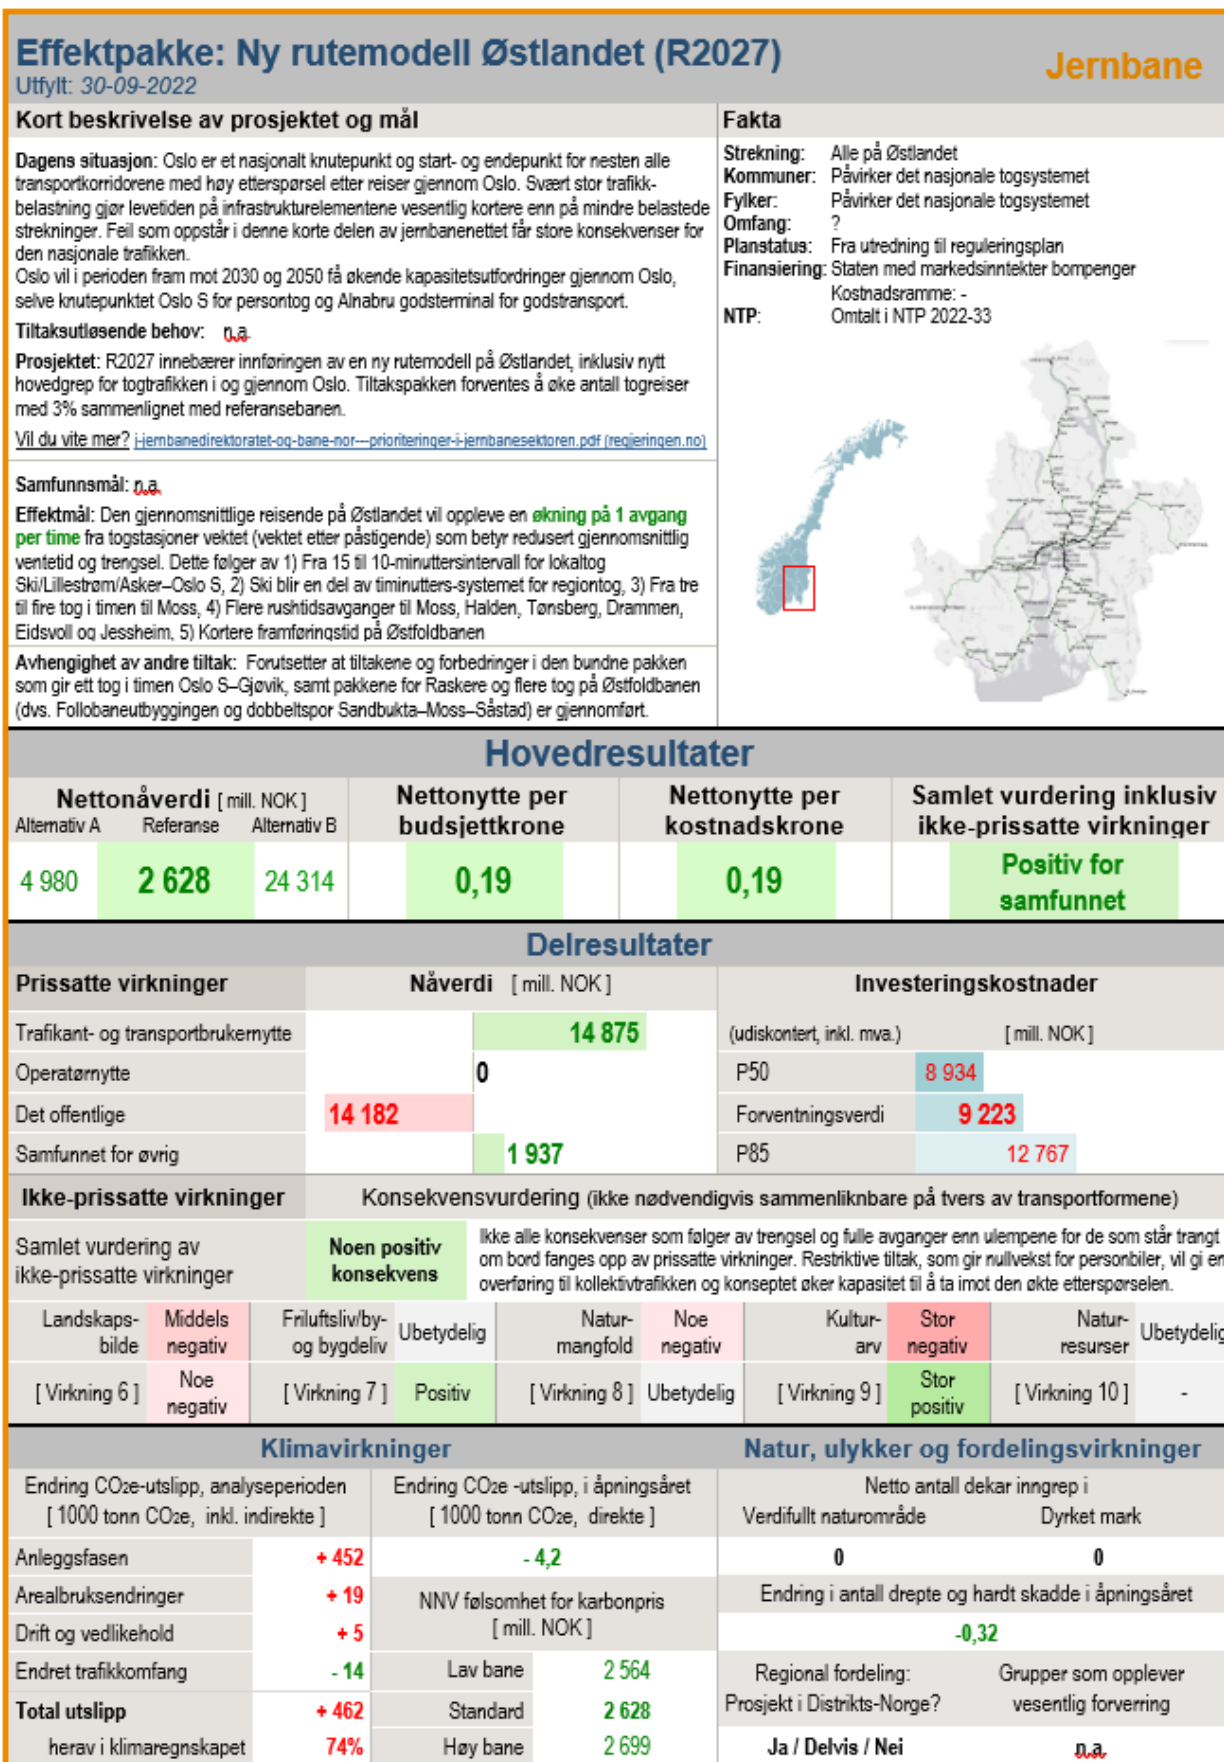 Effektpakke: Ny rutemodell Østlandet (R2027)
Jernbane
Utfylt: 30-09-2022
Kort beskrivelse av prosjektet og mål
Dagens situasjon: Oslo er et nasjonalt knutepunkt og start- og endepunkt for nesten alle
transportkorridorene med høy etterspørsel etter reiser gjennom Oslo. Svært stor trafikk-
belastning gjør levetiden på infrastrukturelementene vesentlig kortere enn på mindre belastede
strekninger. Feil som oppstår i denne korte delen av jernbanenettet får store konsekvenser for
den nasjonale trafikken.
Oslo vil i perioden fram mot 2030 og 2050 få økende kapasitetsutfordringer gjennom Oslo,
selve knutepunktet Oslo S for persontog og Alnabru godsterminal for godstransport.
Tiltaksutløsende behov: n.a.
Prosjektet: R2027 innebærer innføringen av en ny rutemodell på Østlandet, inklusiv nytt
hovedgrep for togtrafikken i og gjennom Oslo. Tiltakspakken forventes å øke antall togreiser
med 3% sammenlignet med referansebanen.
Vil du vite mer? j-jernbanedirektoratet-og-bane-nor---prioriteringer-i-jernbanesektoren.pdf (regjeringen.no)
Samfunnsmål: n.a.
Effektmål: Den gjennomsnittlige reisende på Østlandet vil oppleve en økning på 1 avgang
per time fra togstasjoner vektet (vektet etter påstigende) som betyr redusert gjennomsnittlig
ventetid og trengsel. Dette følger av 1) Fra 15 til 10-minuttersintervall for lokaltog
Ski/Lillestrøm/Asker–Oslo S, 2) Ski blir en del av timinutters-systemet for regiontog, 3) Fra tre
til fire tog i timen til Moss, 4) Flere rushtidsavganger til Moss, Halden, Tønsberg, Drammen,
Eidsvoll og Jessheim, 5) Kortere framføringstid på Østfoldbanen
Avhengighet av andre tiltak: Forutsetter at tiltakene og forbedringer i den bundne pakken
som gir ett tog i timen Oslo S–Gjøvik, samt pakkene for Raskere og flere tog på Østfoldbanen
(dvs. Follobaneutbyggingen og dobbeltspor Sandbukta–Moss–Såstad) er gjennomført.
Fakta
Strekning: Alle på Østlandet
Kommuner: Påvirker det nasjonale togsystemet
Fylker: Påvirker det nasjonale togsystemet
Omfang: ?
Planstatus: Fra utredning til reguleringsplan
Finansiering: Staten med markedsinntekter bompenger
Kostnadsramme: -
NTP: Omtalt i NTP 2022-33
Hovedresultater
Nettonåverdi [ mill. NOK ]
Alternativ A Referanse Alternativ B
4 980 2 628 24 314
Nettonytte per
budsjettkrone
0,19
Nettonytte per
kostnadskrone
0,19
Samlet vurdering inklusiv
ikke-prissatte virkninger
Positiv for
samfunnet
Delresultater
Prissatte virkninger Nåverdi [ mill. NOK ]
Trafikant- og transportbrukernytte 14 875
Operatørnytte 0
Det offentlige 14 182
Samfunnet for øvrig 1 937
Investeringskostnader
(udiskontert, inkl. mva.) [ mill. NOK ]
P50 8 934
Forventningsverdi 9 223
P85 12 767
Ikke-prissatte virkninger Konsekvensvurdering (ikke nødvendigvis sammenliknbare på tvers av transportformene)
Samlet vurdering av
ikke-prissatte virkninger
Noen positiv
konsekvens
Ikke alle konsekvenser som følger av trengsel og fulle avganger enn ulempene for de som står trangt
om bord fanges opp av prissatte virkninger. Restriktive tiltak, som gir nullvekst for personbiler, vil gi en
overføring til kollektivtrafikken og konseptet øker kapasitet til å ta imot den økte etterspørselen.
Landskaps-
bilde
Middels
negativ
Friluftsliv/by-
og bygdeliv
Ubetydelig
Natur-
mangfold
Noe
negativ
Kultur-
arv
Stor
negativ
Natur-
resurser
Ubetydelig
[ Virkning 6 ]
Noe
negativ
[ Virkning 7 ]
Positiv
[ Virkning 8 ]
Ubetydelig
[ Virkning 9 ]
Stor
positiv
[ Virkning 10 ]
-
Klimavirkninger
Endring CO2e-utslipp, analyseperioden
[ 1000 tonn CO2e, inkl. indirekte ]
Anleggsfasen + 452
Arealbruksendringer + 19
Drift og vedlikehold + 5
Endret trafikkomfang - 14
Total utslipp + 462
herav i klimaregnskapet 74%
Endring CO2e -utslipp, i åpningsåret
[ 1000 tonn CO2e, direkte ]
- 4,2
NNV følsomhet for karbonpris
[ mill. NOK ]
Lav bane 2 564
Standard 2 628
Høy bane 2 699
Natur, ulykker og fordelingsvirkninger
Netto antall dekar inngrep i
Verdifullt naturområde Dyrket mark
0 0
Endring i antall drepte og hardt skadde i åpningsåret
-0,32
Regional fordeling:
Prosjekt i Distrikts-Norge?
Ja / Delvis / Nei
Grupper som opplever
vesentlig forverring
n.a.